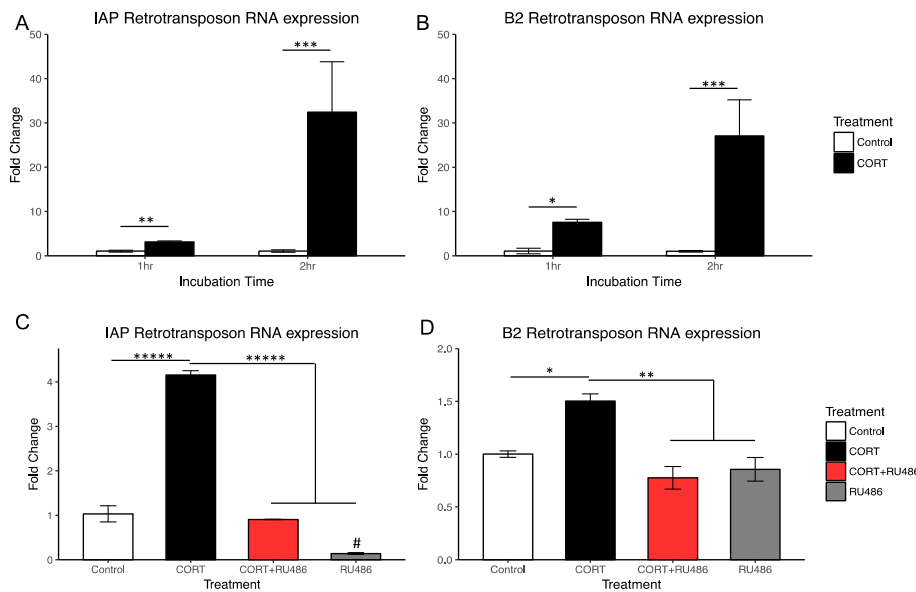 A
IAP Retrotransposon RNA expression
50
40
30
20
10
0
Fold Change
**
***
1hr
2hr
Incubation Time
B
B2 Retrotransposon RNA expression
50
40
30
20
10
0
Fold Change
*
***
1hr
2hr
Incubation Time
Treatment
Control
CORT
C
IAP Retrotransposon RNA expression
4
3
2
1
0
Fold Change
*****
*****
#
Control
CORT
CORT+RU486
RU486
Treatment
D
B2 Retrotransposon RNA expression
2.0
1.5
1.0
0.5
0.0
Fold Change
*
**
Control
CORT
CORT+RU486
RU486
Treatment
Treatment
Control
CORT
CORT+RU486
RU486